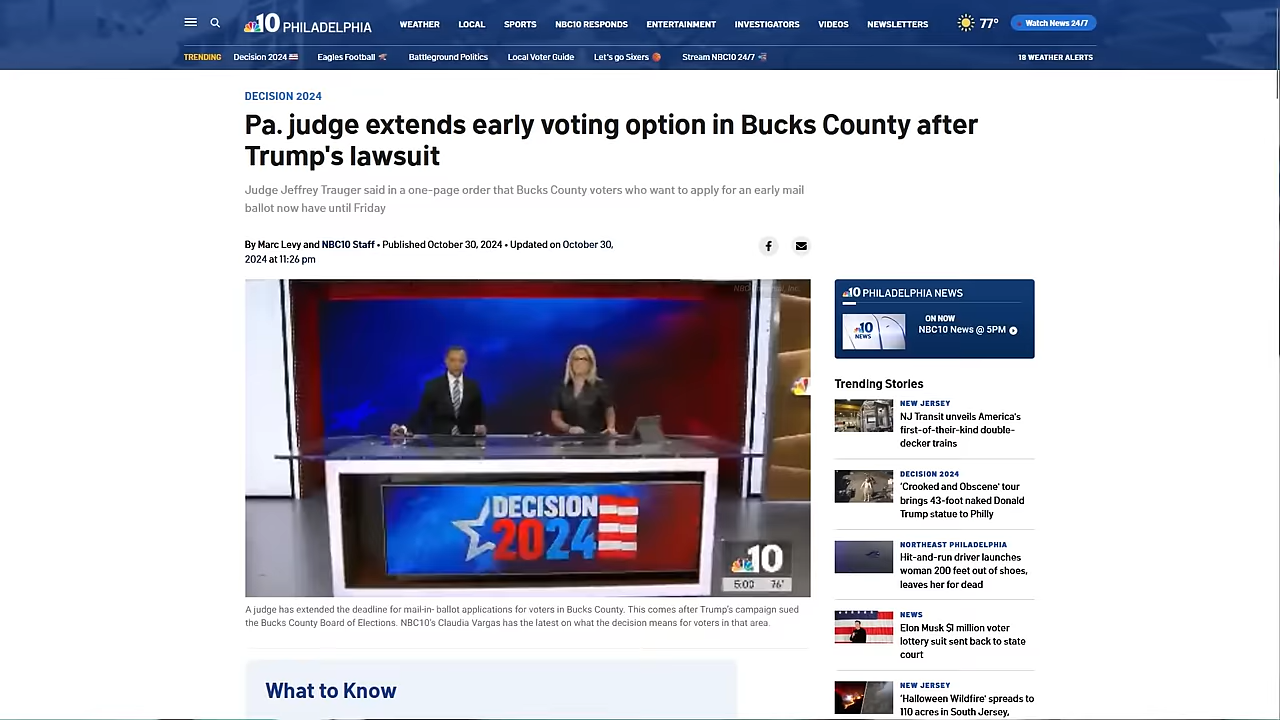 10 PHILADELPHIA
WEATHER LOCAL SPORTS NBC10 RESPONDS ENTERTAINMENT INVESTIGATORS VIDEOS NEWSLETTERS
77°
Watch News 24/7
TRENDING Decision 2024 Eagles Football Battleground Politics Local Voter Guide Let's go Sixers Stream NBC10 24/7
18 WEATHER ALERTS
DECISION 2024
Pa. judge extends early voting option in Bucks County after
Trump's lawsuit
Judge Jeffrey Trauger said in a one-page order that Bucks County voters who want to apply for an early mail
ballot now have until Friday
By Marc Levy and NBC10 Staff • Published October 30, 2024 • Updated on October 30,
2024 at 11:26 pm
DECISION
2024
10
5:00 76°
A judge has extended the deadline for mail-in- ballot applications for voters in Bucks County. This comes after Trump's campaign sued
the Bucks County Board of Elections. NBC10's Claudia Vargas has the latest on what the decision means for voters in that area.
What to Know
10 PHILADELPHIA NEWS
10
NEWS
ON NOW
NBC10 News @ 5PM
Trending Stories
NEW JERSEY
NJ Transit unveils America's
first-of-their-kind double-
decker trains
DECISION 2024
'Crooked and Obscene' tour
brings 43-foot naked Donald
Trump statue to Philly
NORTHEAST PHILADELPHIA
Hit-and-run driver launches
woman 200 feet out of shoes,
leaves her for dead
NEWS
Elon Musk $1 million voter
lottery suit sent back to state
court
NEW JERSEY
'Halloween Wildfire' spreads to
110 acres in South Jersey,